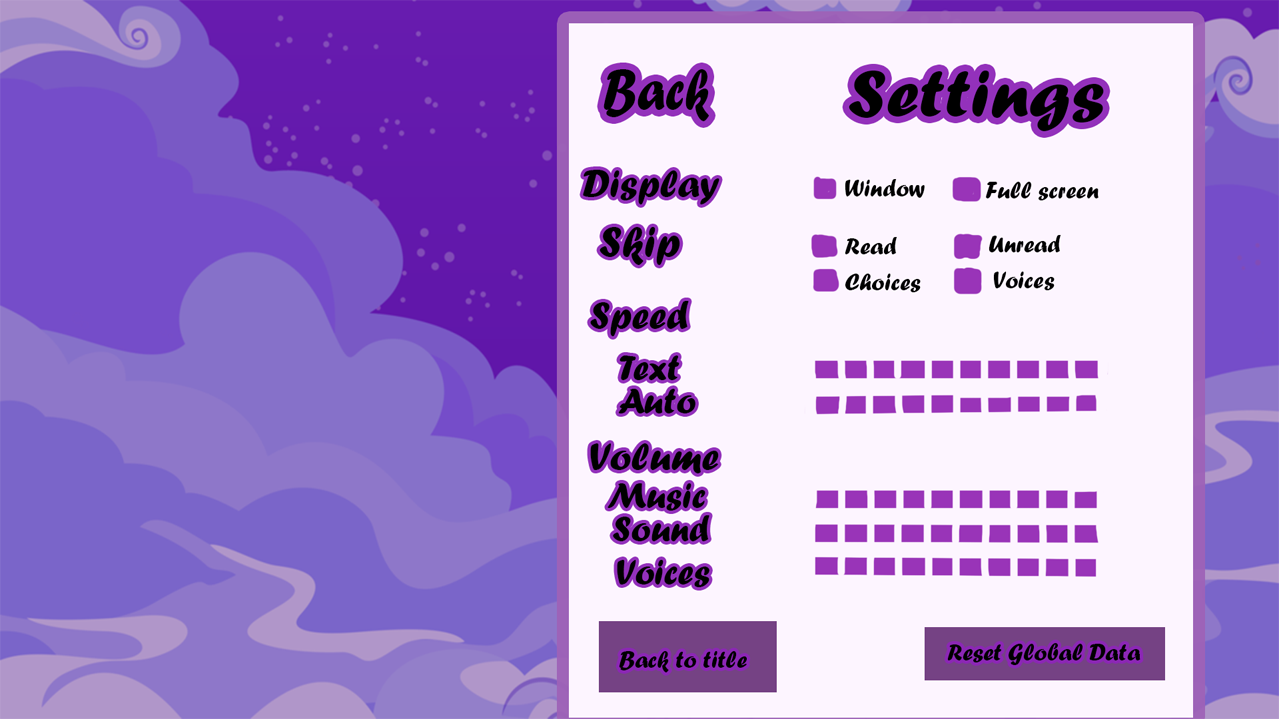 Back Settings
Display Window Full screen
Skip Read Unread
Choices Voices
Speed
Text
Auto
Volume
Music
Sound
Voices
Back to title Reset Global Data